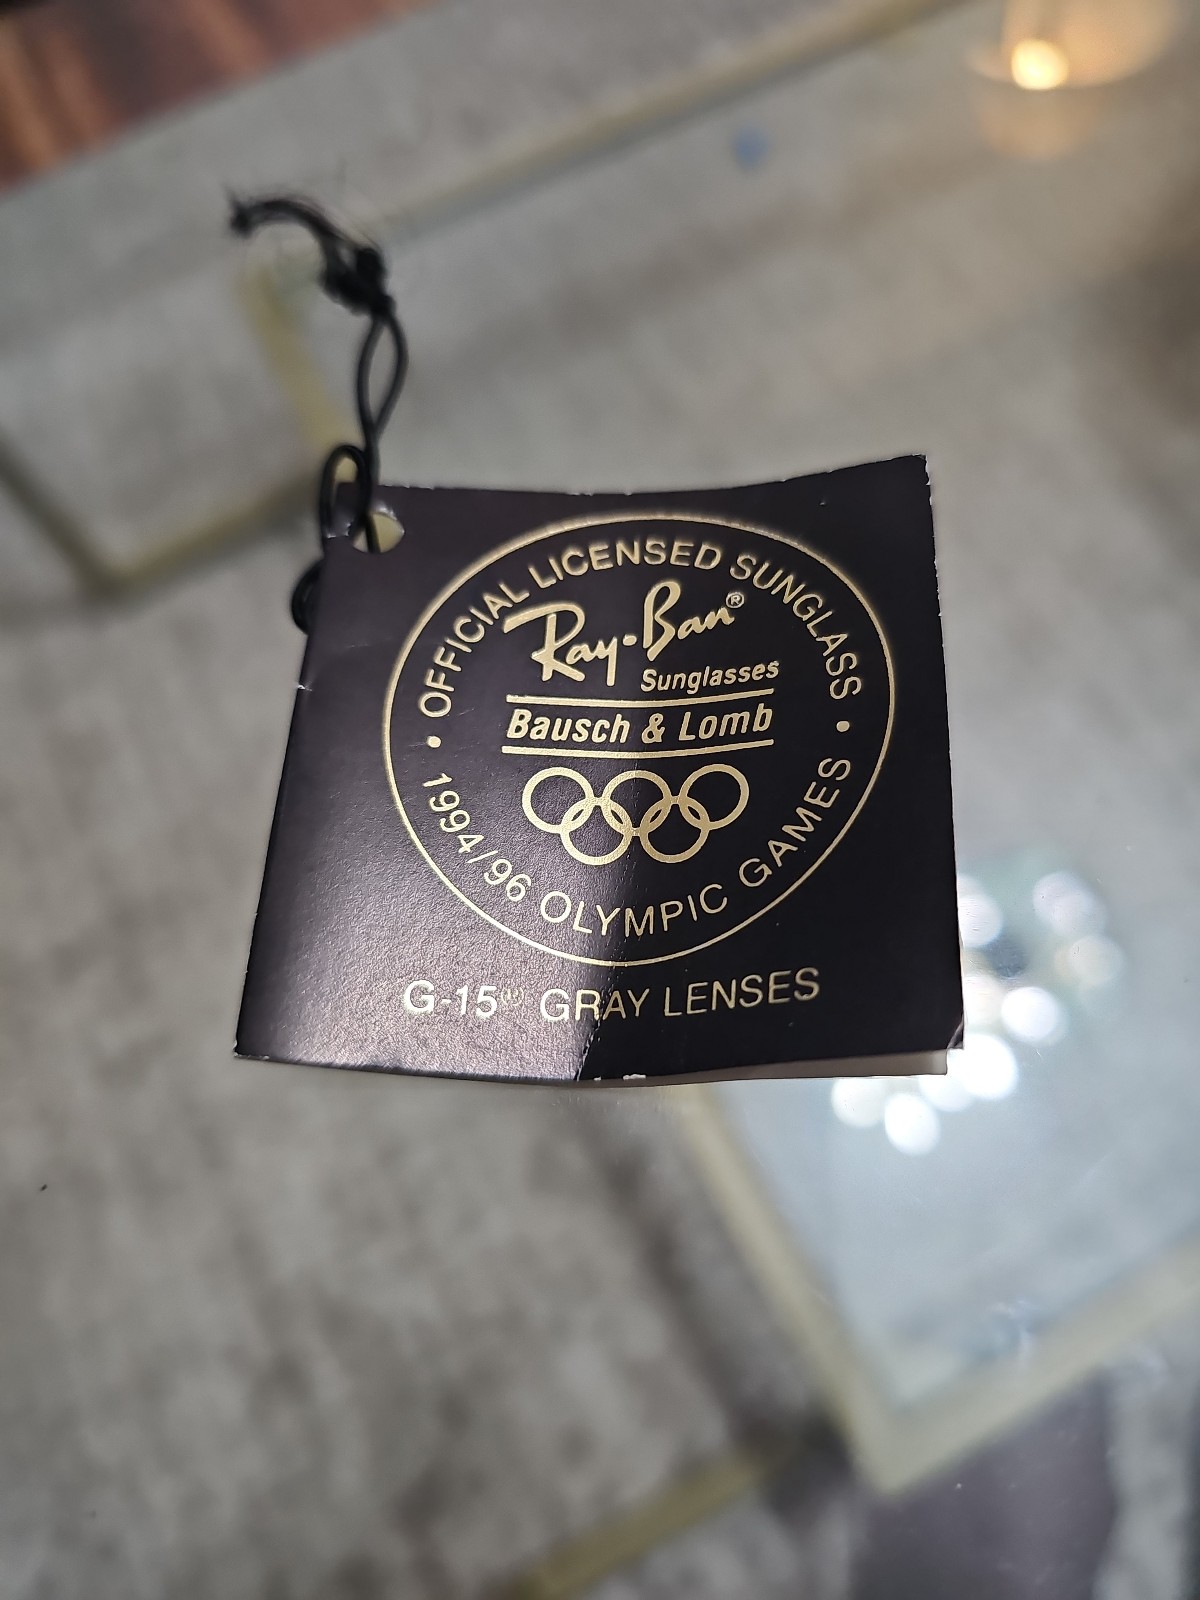 OFFICIAL LICENSED SUNGLASS
Ray-Ban®
Sunglasses
Bausch & Lomb
• 1994/96 OLYMPIC GAMES •
G-15 GRAY LENSES